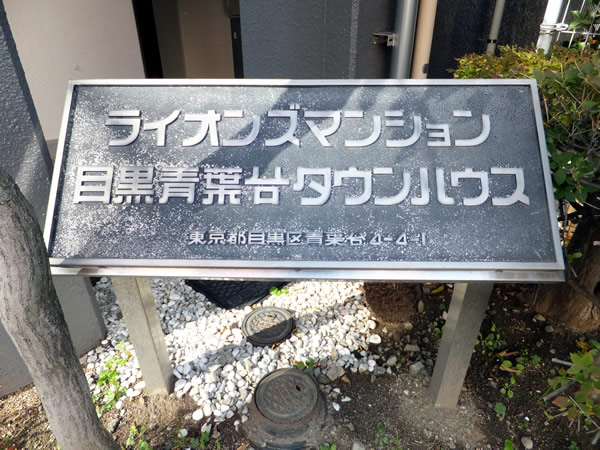 ライオンズマンション
目黒青葉台タウンハウス
東京都目黒区青葉台4-4-1